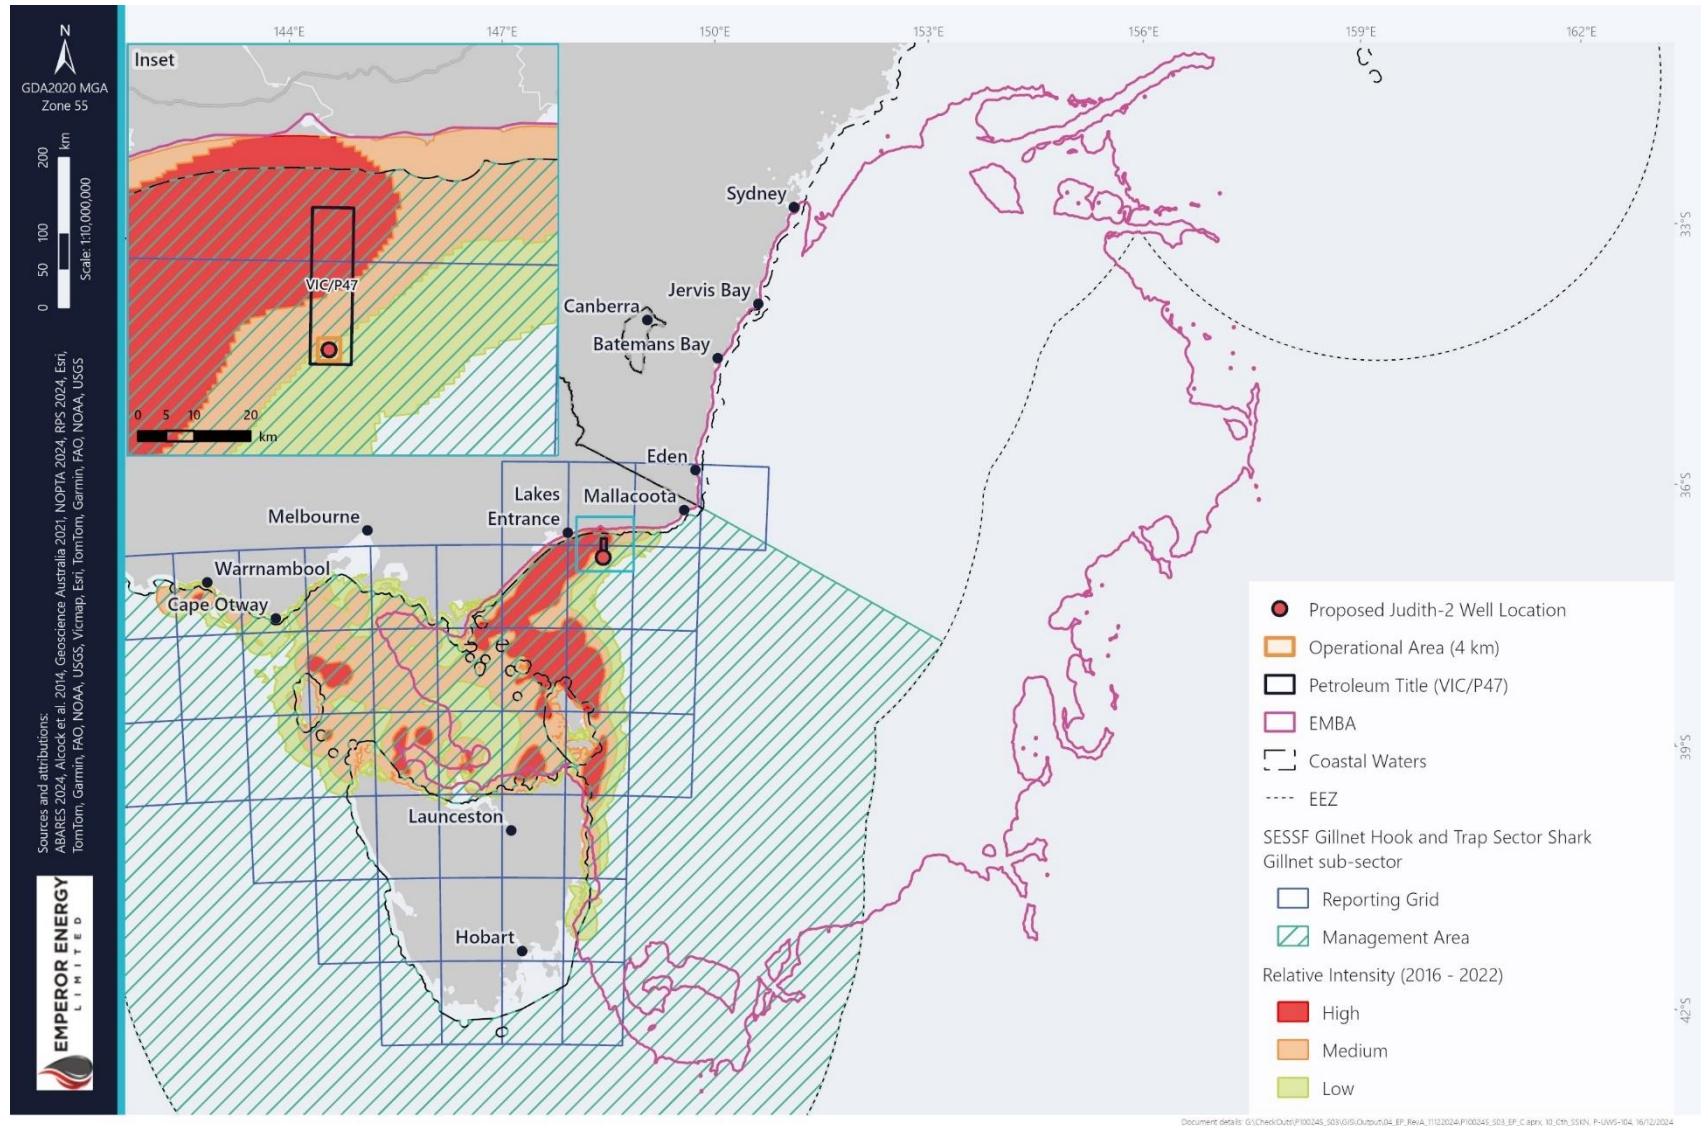 144°E
147°E
150°E
153°E
156°E
159°E
162°E
N
GDA2020 MGA
Zone 55
0 50 100 200
km
Scale: 1:10,000,000
Sources and attributions:
ABARES 2024, Alcock et al. 2014, Geoscience Australia 2021, NOPTA 2024, RPS 2024, Esri,
TomTom, Garmin, FAO, NOAA, USGS, Vicmap, Esri, TomTom, Garmin, FAO, NOAA, USGS
EMPEROR ENERGY
LIMITED
Inset
VIC/P47
0 5 10 20
km
Sydney
Jervis Bay
Canberra
Batemans Bay
Eden
Lakes
Entrance
Mallacoota
Melbourne
Warrnambool
Cape Otway
Launceston
Hobart
33°S
36°S
39°S
42°S
Proposed Judith-2 Well Location
Operational Area (4 km)
Petroleum Title (VIC/P47)
EMBA
Coastal Waters
EEZ
SESSF Gillnet Hook and Trap Sector Shark
Gillnet sub-sector
Reporting Grid
Management Area
Relative Intensity (2016 - 2022)
High
Medium
Low